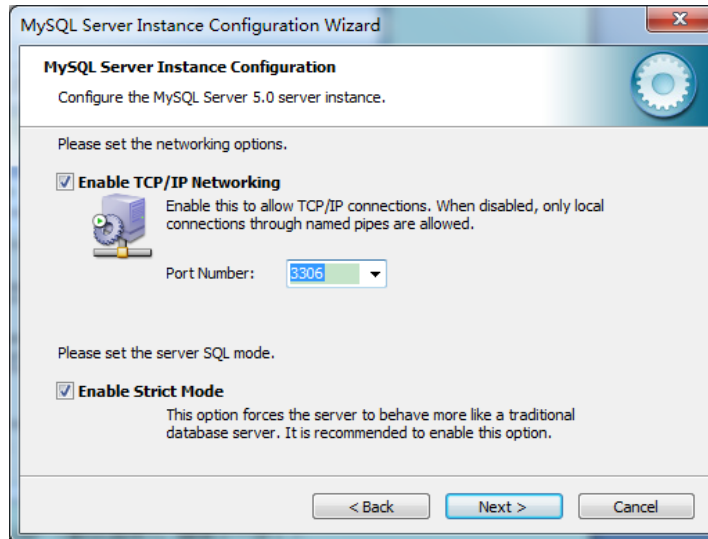 MySQL Server Instance Configuration Wizard
MySQL Server Instance Configuration
Configure the MySQL Server 5.0 server instance.
Please set the networking options.
Enable TCP/IP Networking
Enable this to allow TCP/IP connections. When disabled, only local
connections through named pipes are allowed.
Port Number: 3306
Please set the server SQL mode.
Enable Strict Mode
This option forces the server to behave more like a traditional
database server. It is recommended to enable this option.
< Back Next > Cancel